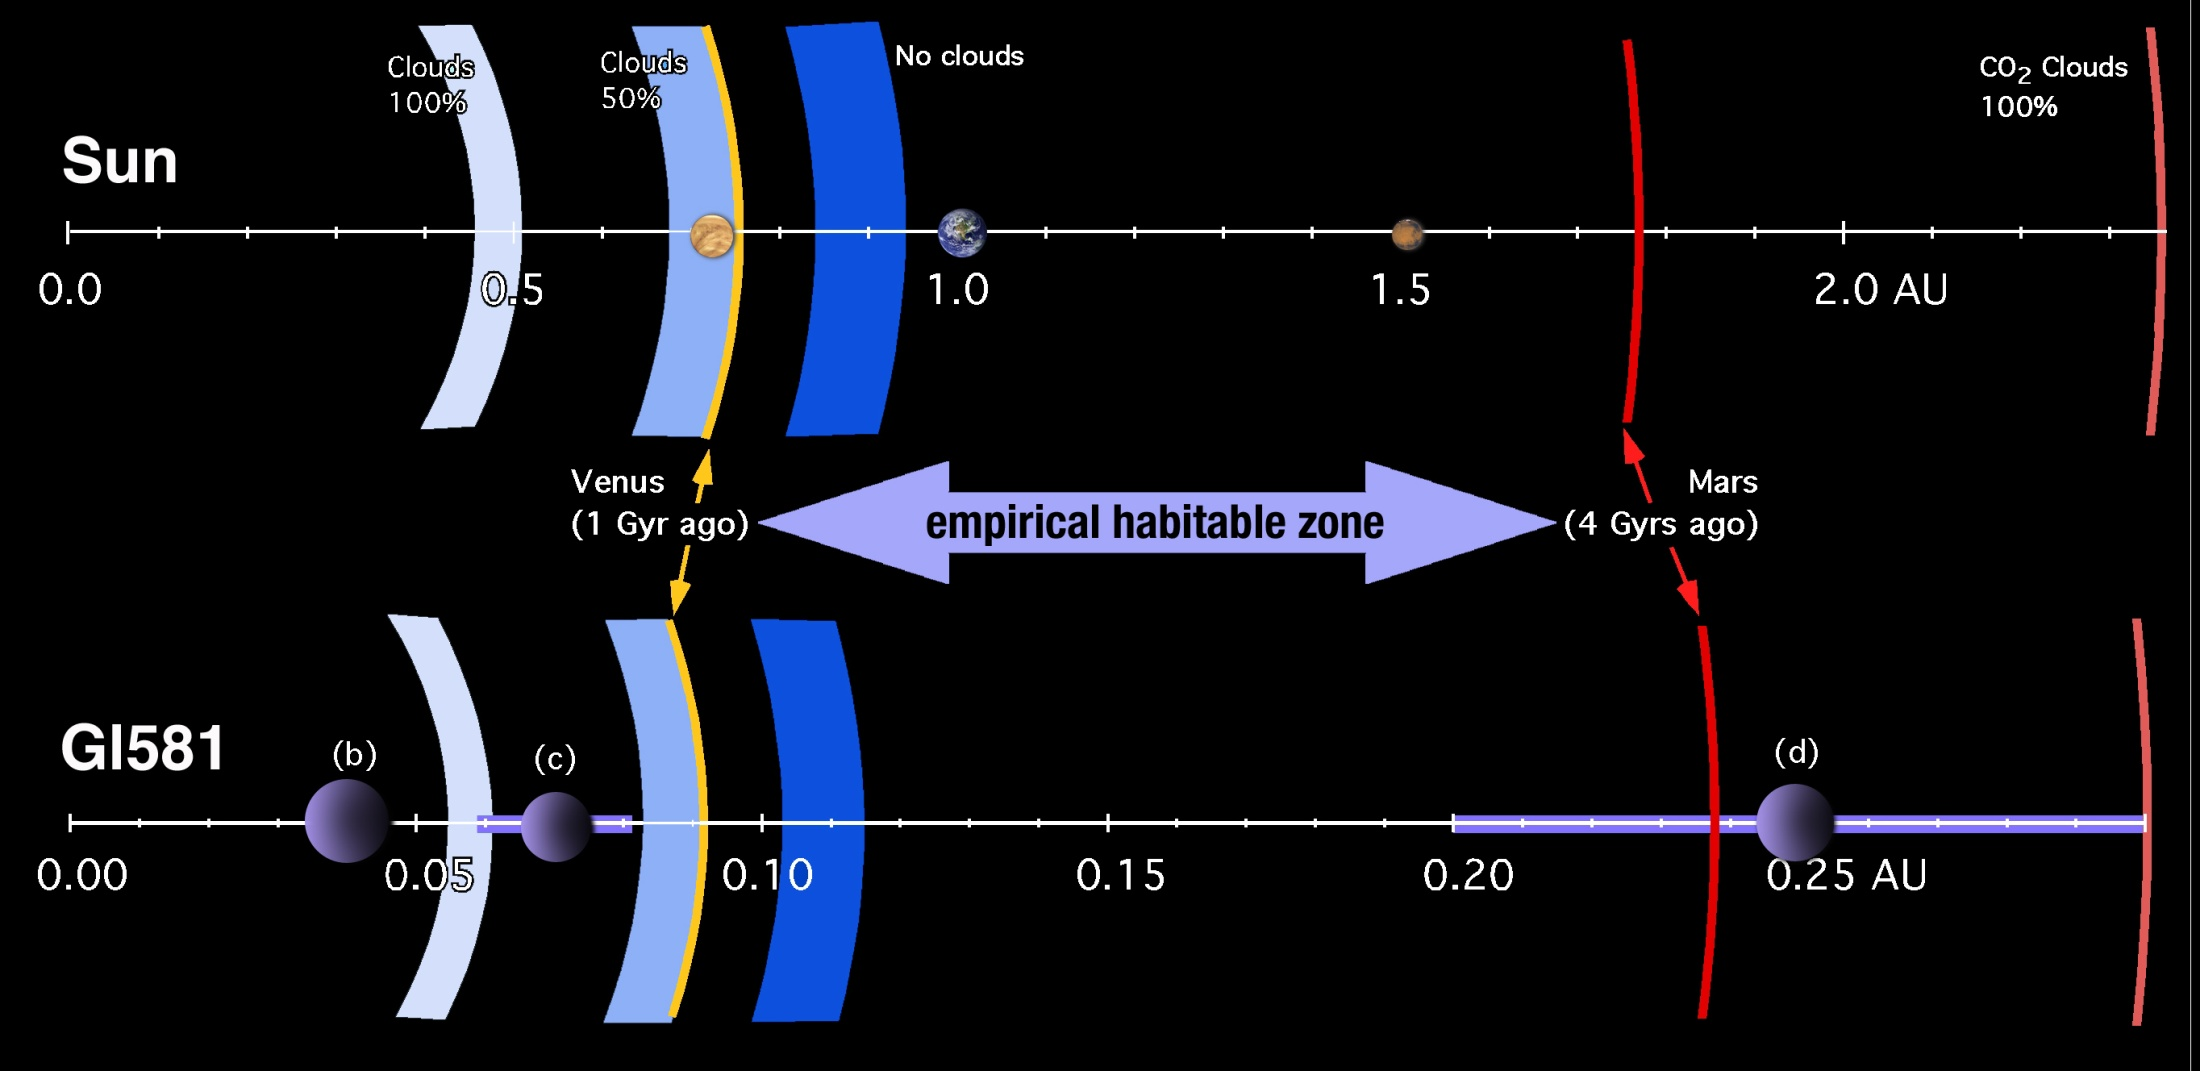 Clouds
100%
Clouds
50%
No clouds
CO₂ Clouds
100%
Sun
0.0
0.5
1.0
1.5
2.0 AU
Venus
(1 Gyr ago)
empirical habitable zone
Mars
(4 Gyrs ago)
Gl581
(b)
(c)
(d)
0.00
0.05
0.10
0.15
0.20
0.25 AU